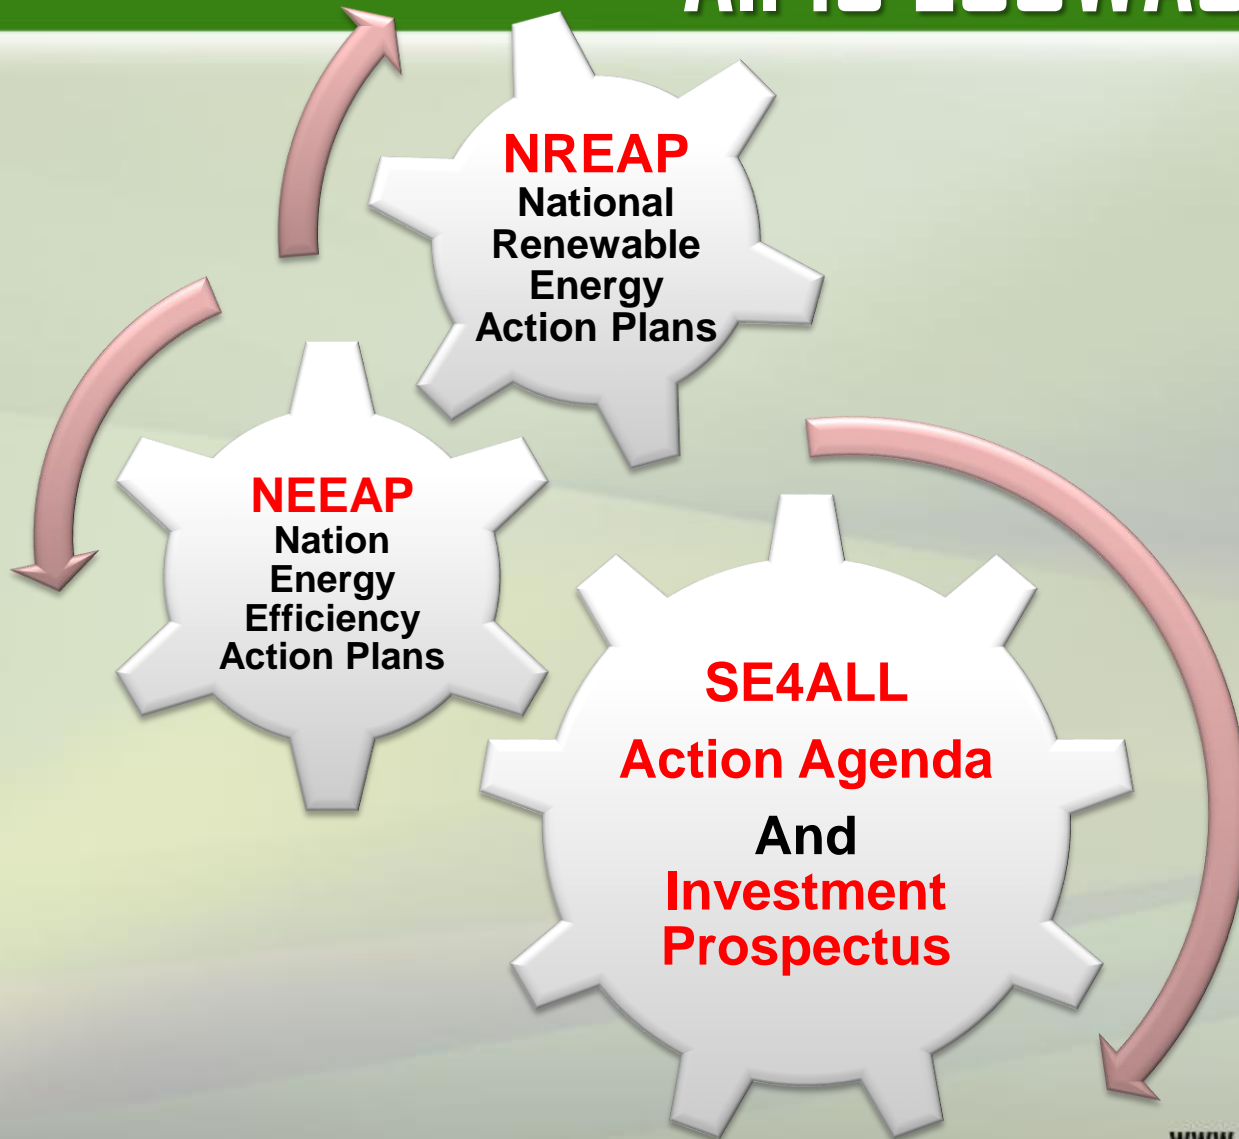 NREAP
National
Renewable
Energy
Action Plans
NEEAP
Nation
Energy
Efficiency
Action Plans
SE4ALL
Action Agenda
And
Investment
Prospectus